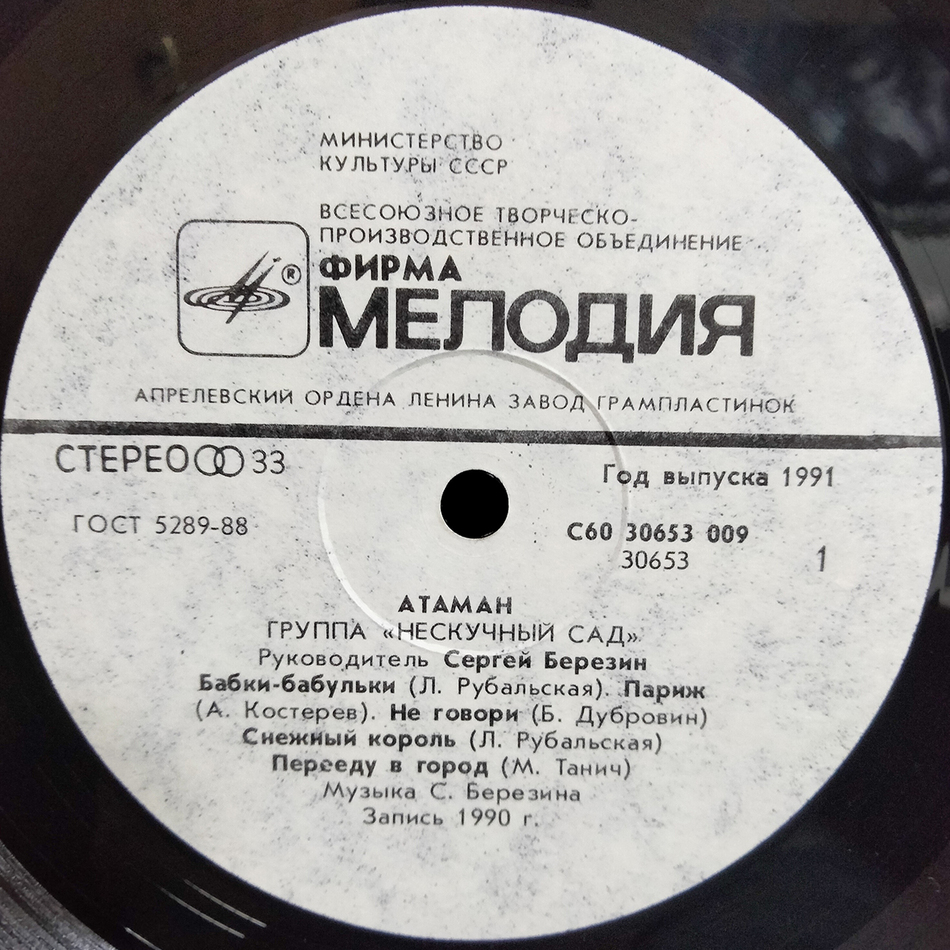 МИНИСТЕРСТВО
КУЛЬТУРЫ СССР
ВСЕСОЮЗНОЕ ТВОРЧЕСКО-
ПРОИЗВОДСТВЕННОЕ ОБЪЕДИНЕНИЕ
ФИРМА
®
МЕЛОДИЯ
АПРЕЛЕВСКИЙ ОРДЕНА ЛЕНИНА ЗАВОД ГРАМПЛАСТИНОК
СТЕРЕО 33
Год выпуска 1991
ГОСТ 5289-88
С60 30653 009
30653
1
АТАМАН
ГРУППА «НЕСКУЧНЫЙ САД»
Руководитель Сергей Березин
Бабки-бабульки (Л. Рубальская). Париж
(А. Костерев). Не говори (Б. Дубровин)
Снежный король (Л. Рубальская)
Перееду в город (М. Танич)
Музыка С. Березина
Запись 1990 г.